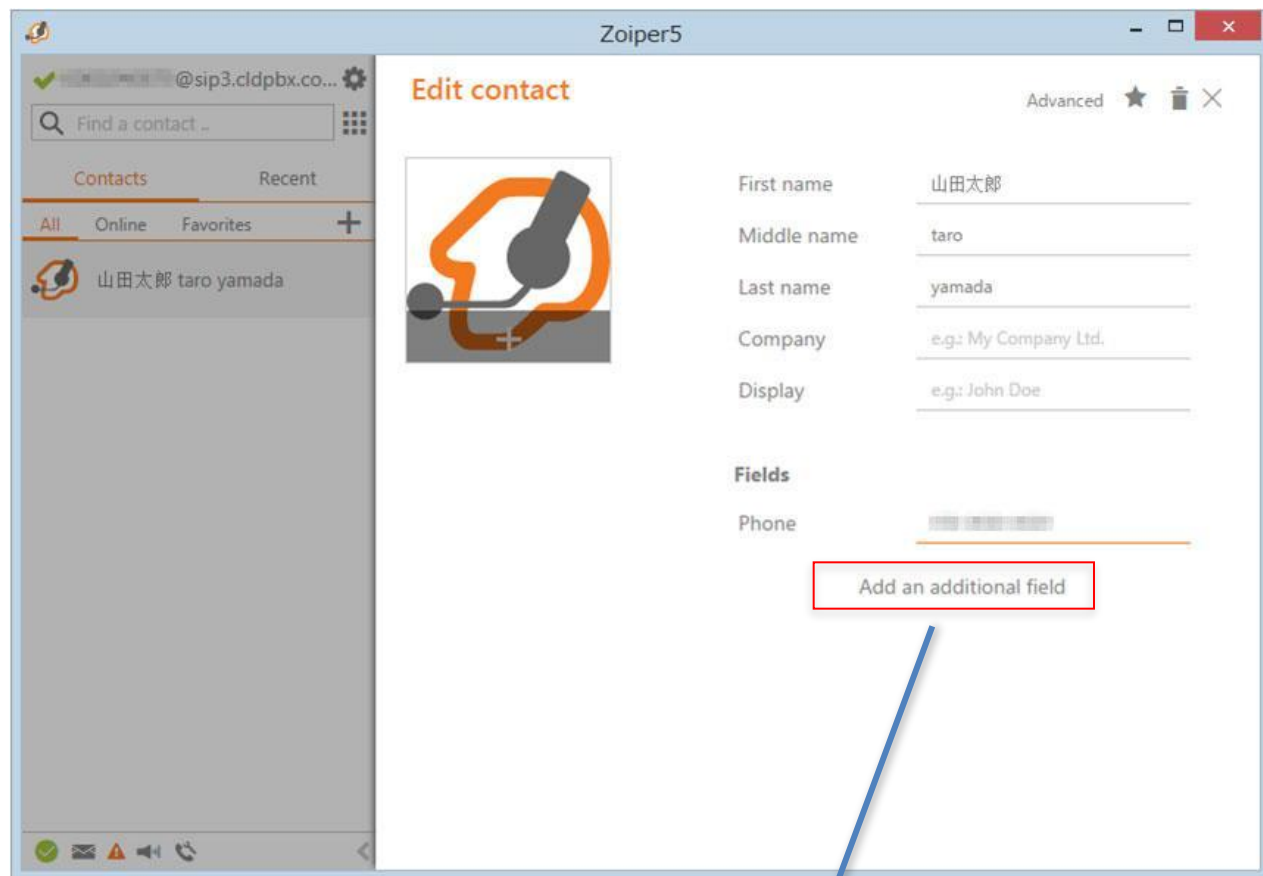 Zoiper5
@sip3.cldpbx.co...
Find a contact ..
Contacts Recent
All Online Favorites
山田太郎 taro yamada
Edit contact
Advanced
First name 山田太郎
Middle name taro
Last name yamada
Company e.g.: My Company Ltd.
Display e.g.: John Doe
Fields
Phone
Add an additional field